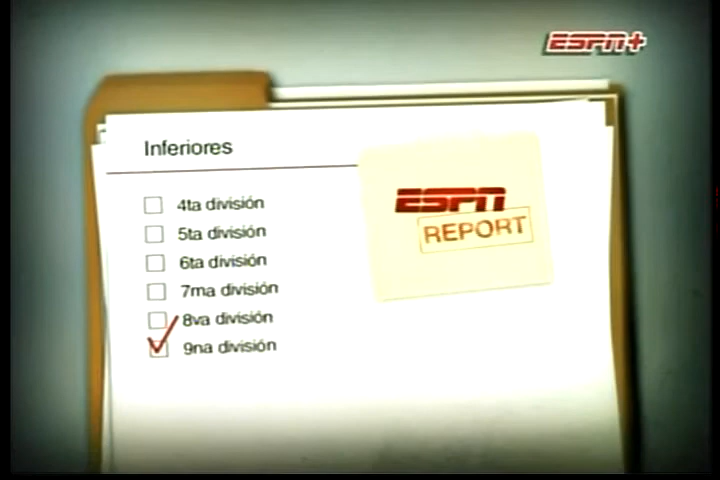 ESPN+
Inferiores
ESPN
REPORT
4ta división
5ta división
6ta división
7ma división
8va división
9na división